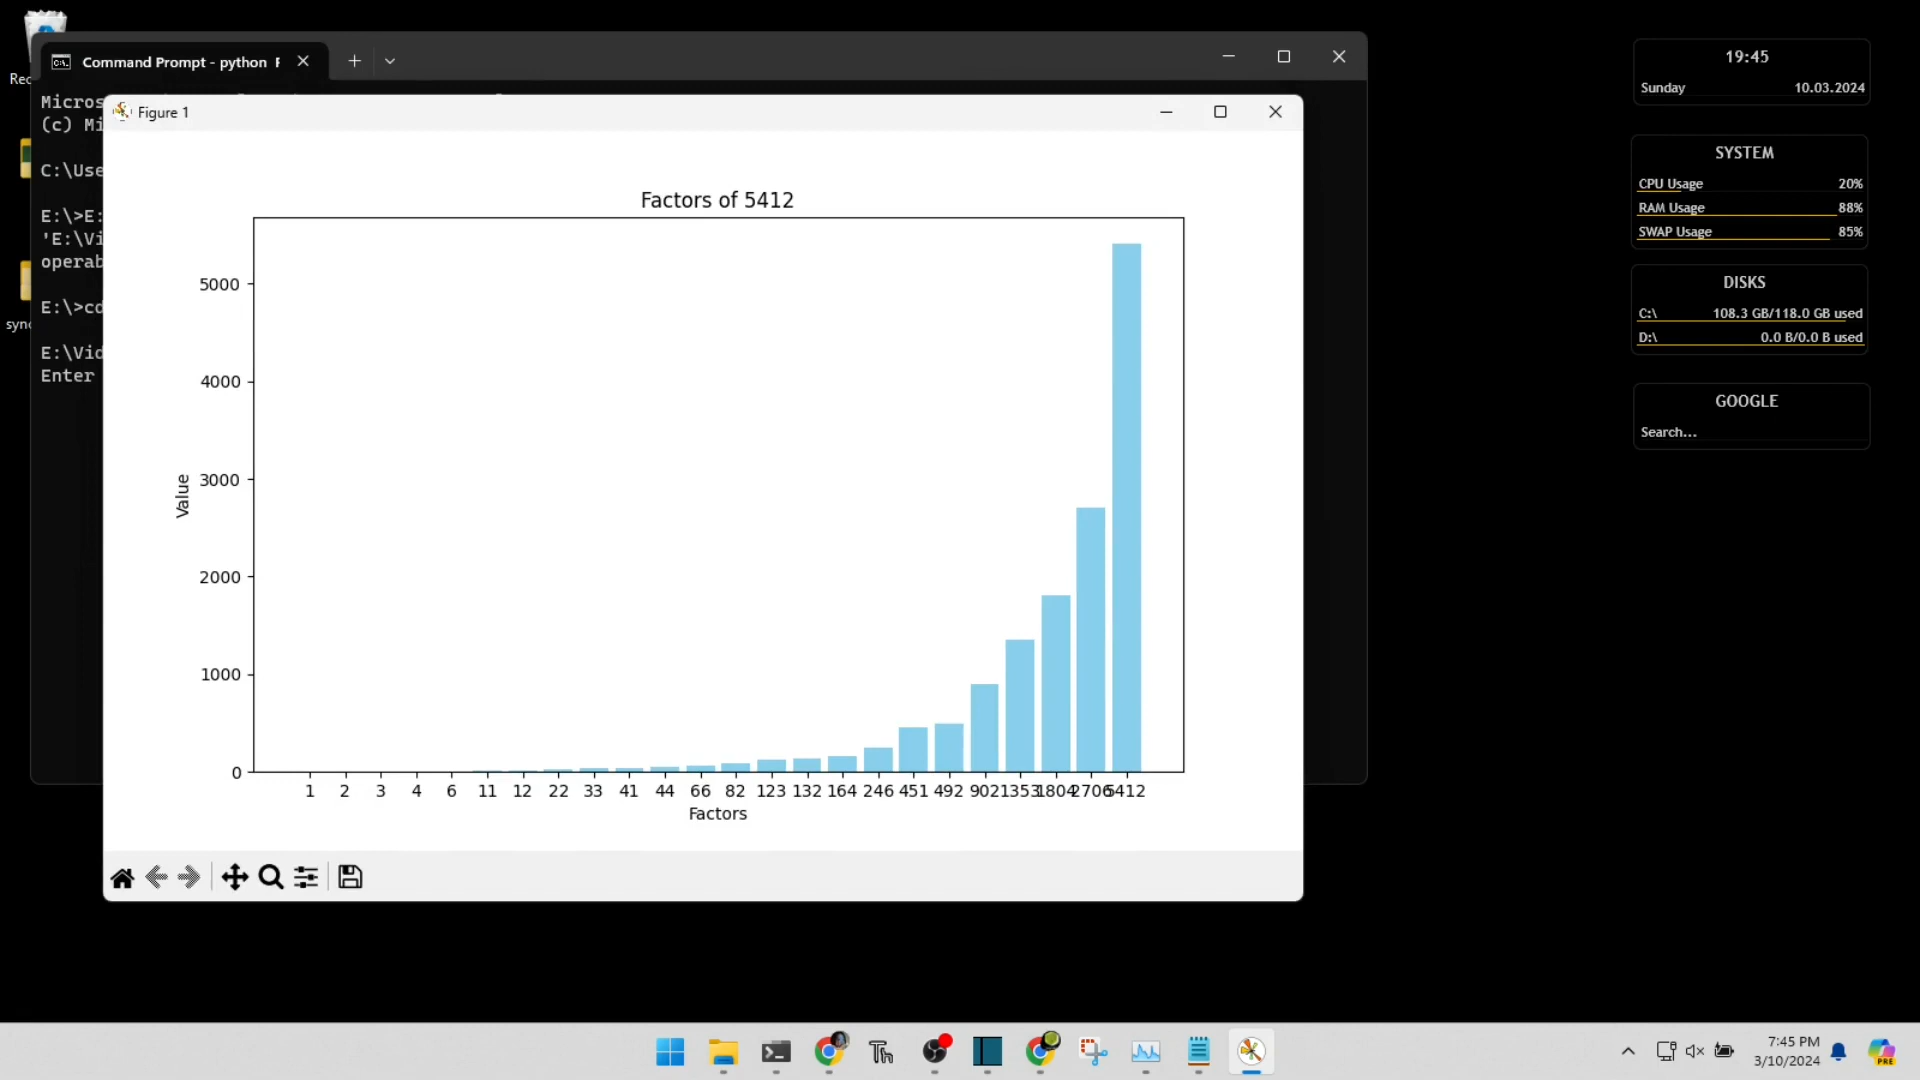 Rec
Command Prompt - python
Micros
(c) Mi
C:\Use
E:\>E:
'E:\Vi
operab
E:\>cd
sync
E:\Vid
Enter
Figure 1
Factors of 5412
Value
5000
4000
3000
2000
1000
0
1 2 3 4 6 11 12 22 33 41 44 66 82 123 132 164 246 451 492 902 1353 1804 2706 5412
Factors
19:45
Sunday 10.03.2024
SYSTEM
CPU Usage 20%
RAM Usage 88%
SWAP Usage 85%
DISKS
C:\ 108.3 GB/118.0 GB used
D:\ 0.0 B/0.0 B used
GOOGLE
Search...
Th
7:45 PM
3/10/2024
PRE